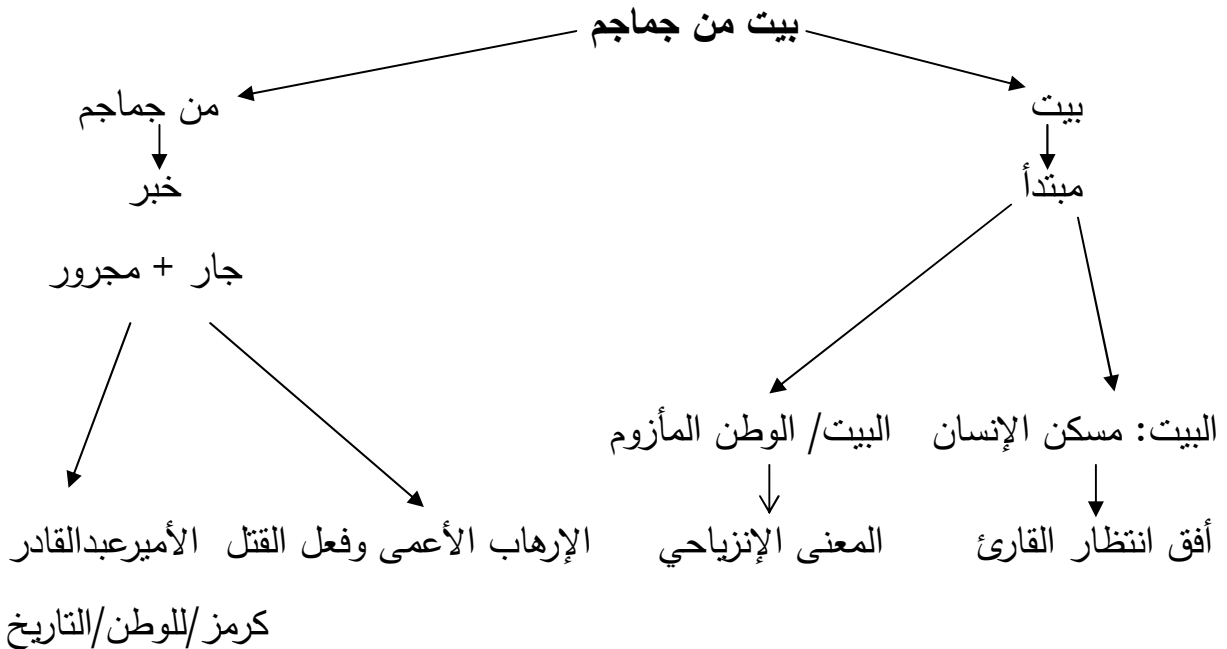 بيت من جماجم
بيت من جماجم
مبتدأ خبر
جار + مجرور
البيت: مسكن الإنسان البيت/ الوطن المأزوم
أفق انتظار القارئ المعنى الإنزياحي الإرهاب الأعمى وفعل القتل الأميرعبدالقادر
كرمز/للوطن/التاريخ